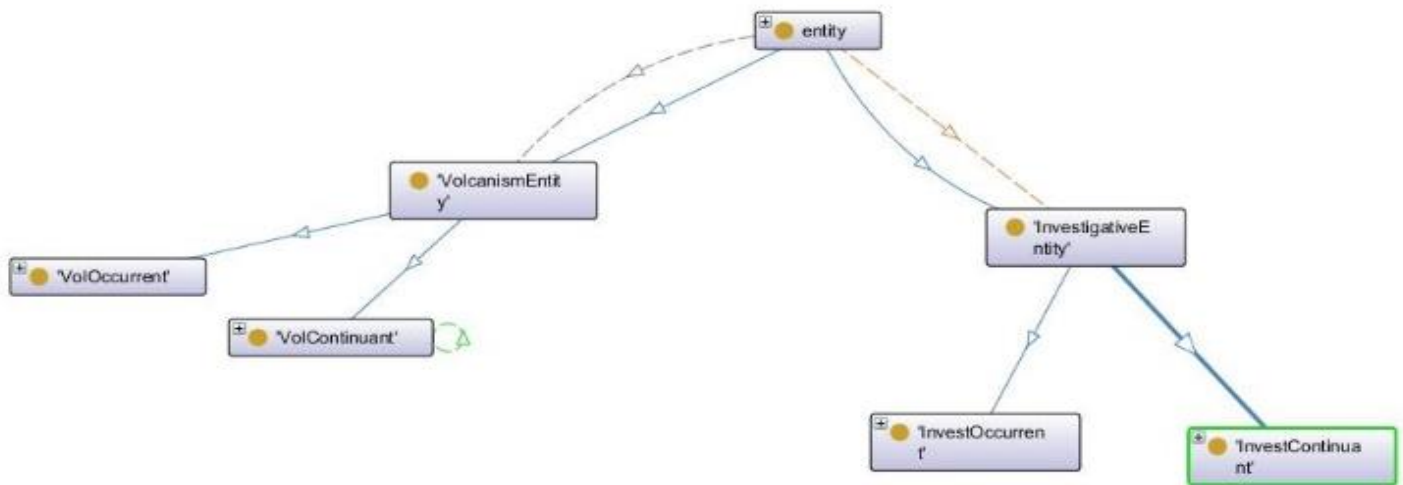 entity
'VolcanismEntit
y'
'InvestigativeE
ntity'
'VolOccurrent'
'VolContinuant'
'InvestOccurren
t'
'InvestContinua
nt'